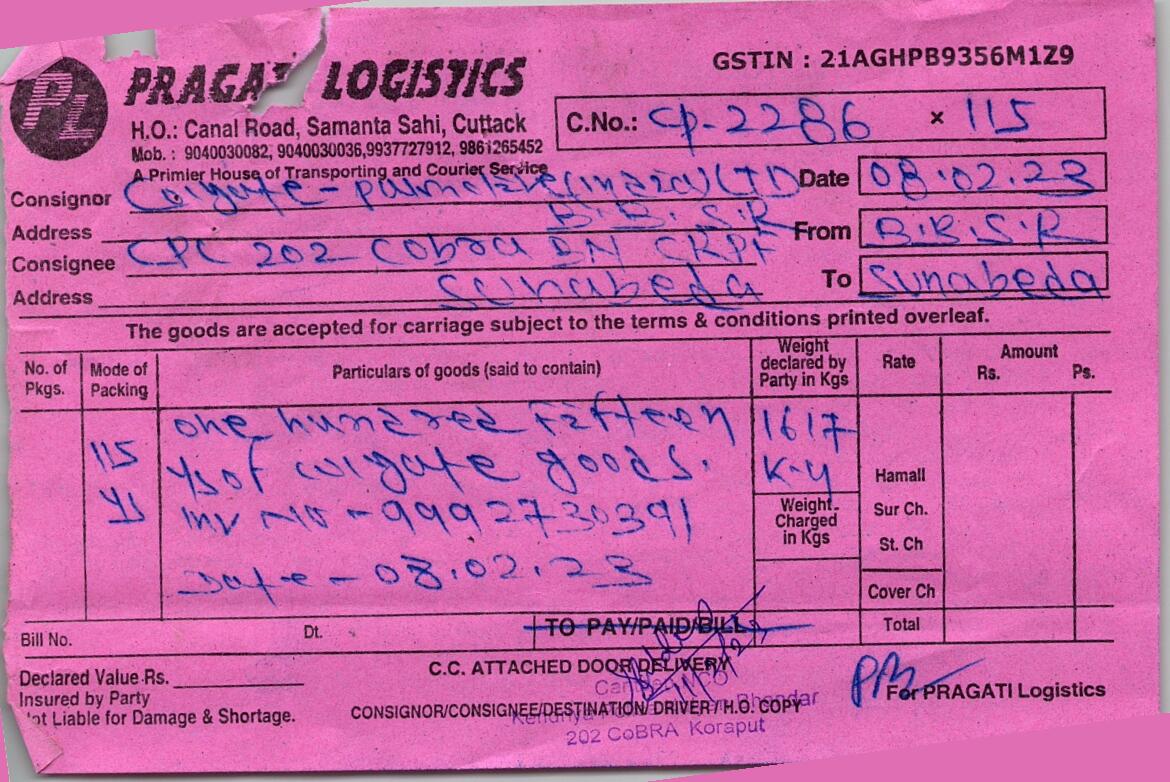 GSTIN : 21AGHPB9356M1Z9
PL
PRAGATI LOGISTICS
H.O.: Canal Road, Samanta Sahi, Cuttack
Mob. : 9040030082, 9040030036,9937727912, 9861265452
A Primier House of Transporting and Courier Service
C.No.: CP-2286 × 115
Consignor Colgate-palmolive (India) LTD
Date 08.02.23
Address B.B.S.R
From B.B.S.R
Consignee CPC 202 Cobra BN CRPF
Address Sunabeda
To Sunabeda
The goods are accepted for carriage subject to the terms & conditions printed overleaf.
No. of Pkgs. Mode of Packing Particulars of goods (said to contain) Weight declared by Party in Kgs Rate Amount Rs. Ps.
one hundred Fifteen 1617
115 of colgate goods. K.G
Inv No - 9992730391
Date - 08.02.23
Weight Charged in Kgs
Hamall
Sur Ch.
St. Ch
Cover Ch
Bill No. Dt. TO PAY/PAID/BILL Total
Declared Value Rs.
Insured by Party
Not Liable for Damage & Shortage.
C.C. ATTACHED DOOR DELIVERY
CONSIGNOR/CONSIGNEE/DESTINATION/ DRIVER / H.O. COPY
For PRAGATI Logistics
Kendriya Bhandar
202 CoBRA Koraput